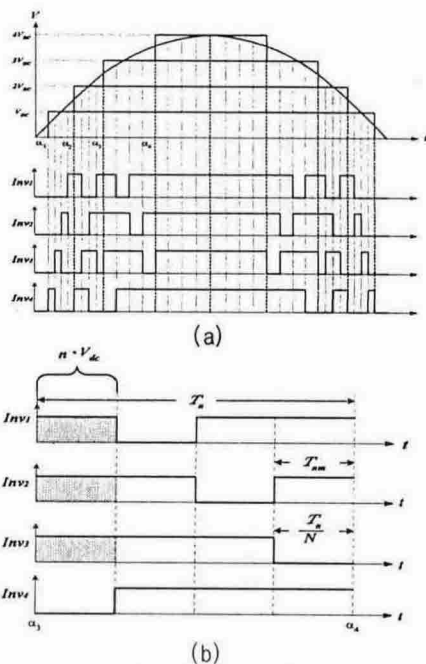 V
4V_dc
3V_dc
2V_dc
V_dc
α₁ α₂ α₃ α₄ t
Inv₁
Inv₂
Inv₃
Inv₄
(a)
n · V_dc
T_n
Inv₁ t
T_nm
Inv₂ t
T_n
N
Inv₃ t
Inv₄ t
α₃ α₄
(b)